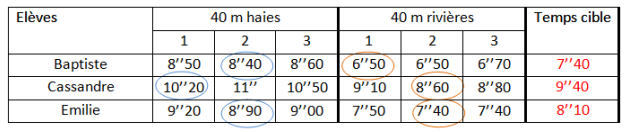 Elèves 40 m haies 40 m rivières Temps cible
1 2 3 1 2 3
Baptiste 8’’50 8’’40 8’’60 6’’50 6’’50 6’’70 7’’40
Cassandre 10’’20 11’’ 10’’50 9’’10 8’’60 8’’80 9’’40
Emilie 9’’20 8’’90 9’’00 7’’50 7’’40 7’’40 8’’10